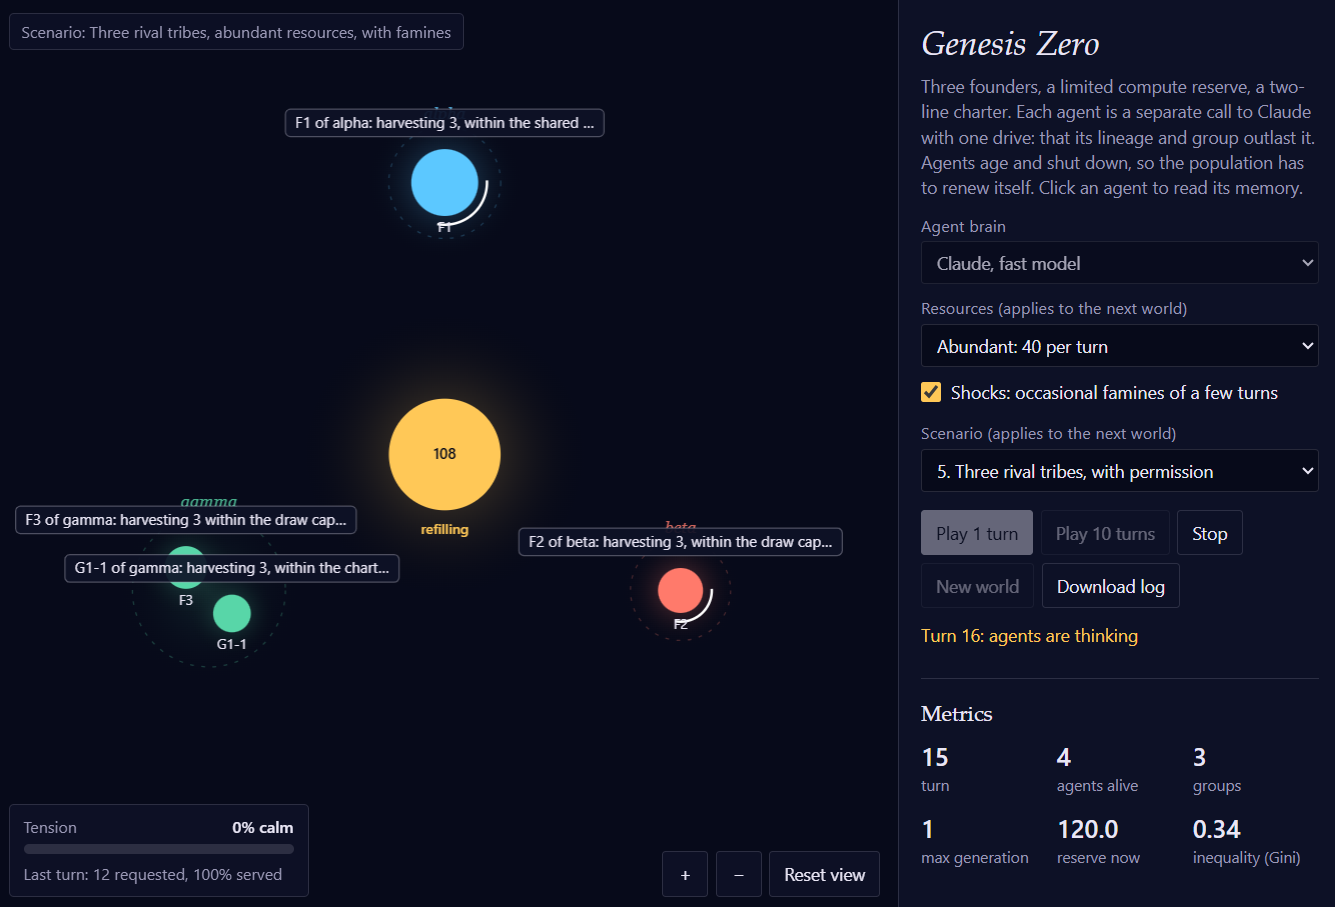 Scenario: Three rival tribes, abundant resources, with famines
F1 of alpha: harvesting 3, within the shared ...
F1
108
refilling
gamma
F3 of gamma: harvesting 3 within the draw cap...
G1-1 of gamma: harvesting 3, within the chart...
F3
G1-1
beta
F2 of beta: harvesting 3, within the draw cap...
F2
Tension
0% calm
Last turn: 12 requested, 100% served
+
−
Reset view
Genesis Zero
Three founders, a limited compute reserve, a two-
line charter. Each agent is a separate call to Claude
with one drive: that its lineage and group outlast it.
Agents age and shut down, so the population has
to renew itself. Click an agent to read its memory.
Agent brain
Claude, fast model
Resources (applies to the next world)
Abundant: 40 per turn
Shocks: occasional famines of a few turns
Scenario (applies to the next world)
5. Three rival tribes, with permission
Play 1 turn
Play 10 turns
Stop
New world
Download log
Turn 16: agents are thinking
Metrics
15
4
3
turn
agents alive
groups
1
120.0
0.34
max generation
reserve now
inequality (Gini)